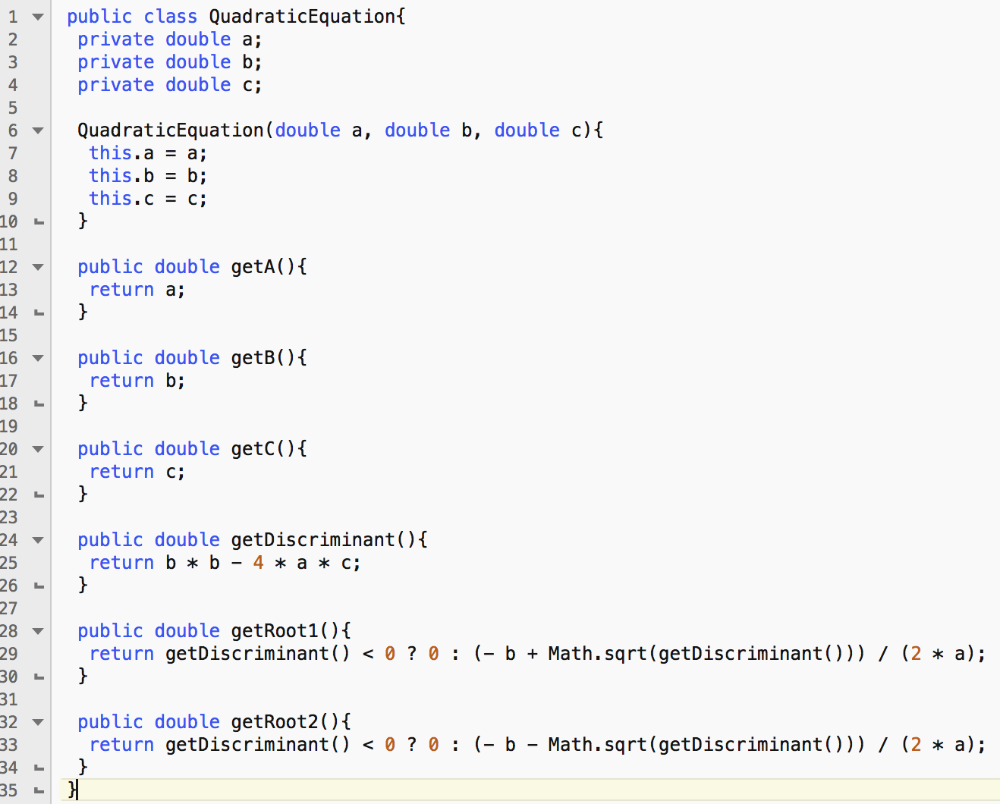 1 public class QuadraticEquation{
2  private double a;
3  private double b;
4  private double c;
5
6  QuadraticEquation(double a, double b, double c){
7   this.a = a;
8   this.b = b;
9   this.c = c;
10  }
11
12  public double getA(){
13   return a;
14  }
15
16  public double getB(){
17   return b;
18  }
19
20  public double getC(){
21   return c;
22  }
23
24  public double getDiscriminant(){
25   return b * b - 4 * a * c;
26  }
27
28  public double getRoot1(){
29   return getDiscriminant() < 0 ? 0 : (- b + Math.sqrt(getDiscriminant())) / (2 * a);
30  }
31
32  public double getRoot2(){
33   return getDiscriminant() < 0 ? 0 : (- b - Math.sqrt(getDiscriminant())) / (2 * a);
34  }
35 }